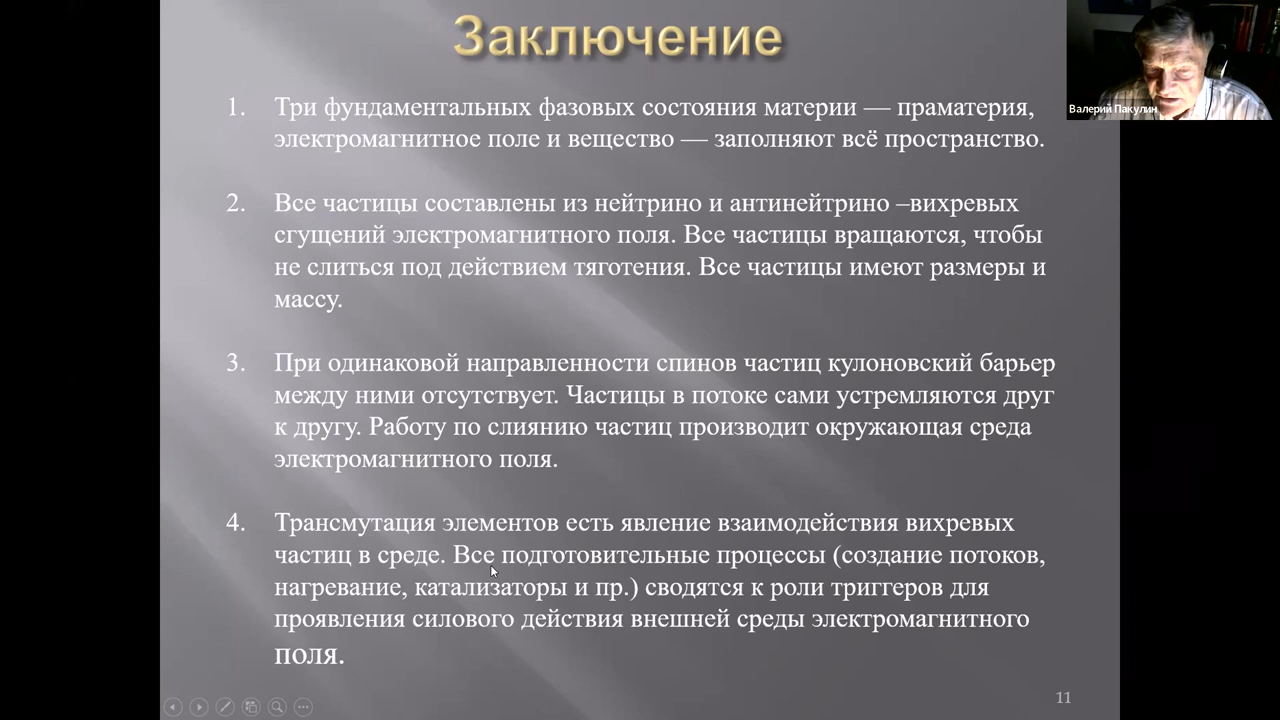 Заключение
Валерий Пакулин
1. Три фундаментальных фазовых состояния материи — праматерия,
электромагнитное поле и вещество — заполняют всё пространство.
2. Все частицы составлены из нейтрино и антинейтрино –вихревых
сгущений электромагнитного поля. Все частицы вращаются, чтобы
не слиться под действием тяготения. Все частицы имеют размеры и
массу.
3. При одинаковой направленности спинов частиц кулоновский барьер
между ними отсутствует. Частицы в потоке сами устремляются друг
к другу. Работу по слиянию частиц производит окружающая среда
электромагнитного поля.
4. Трансмутация элементов есть явление взаимодействия вихревых
частиц в среде. Все подготовительные процессы (создание потоков,
нагревание, катализаторы и пр.) сводятся к роли триггеров для
проявления силового действия внешней среды электромагнитного
поля.
11